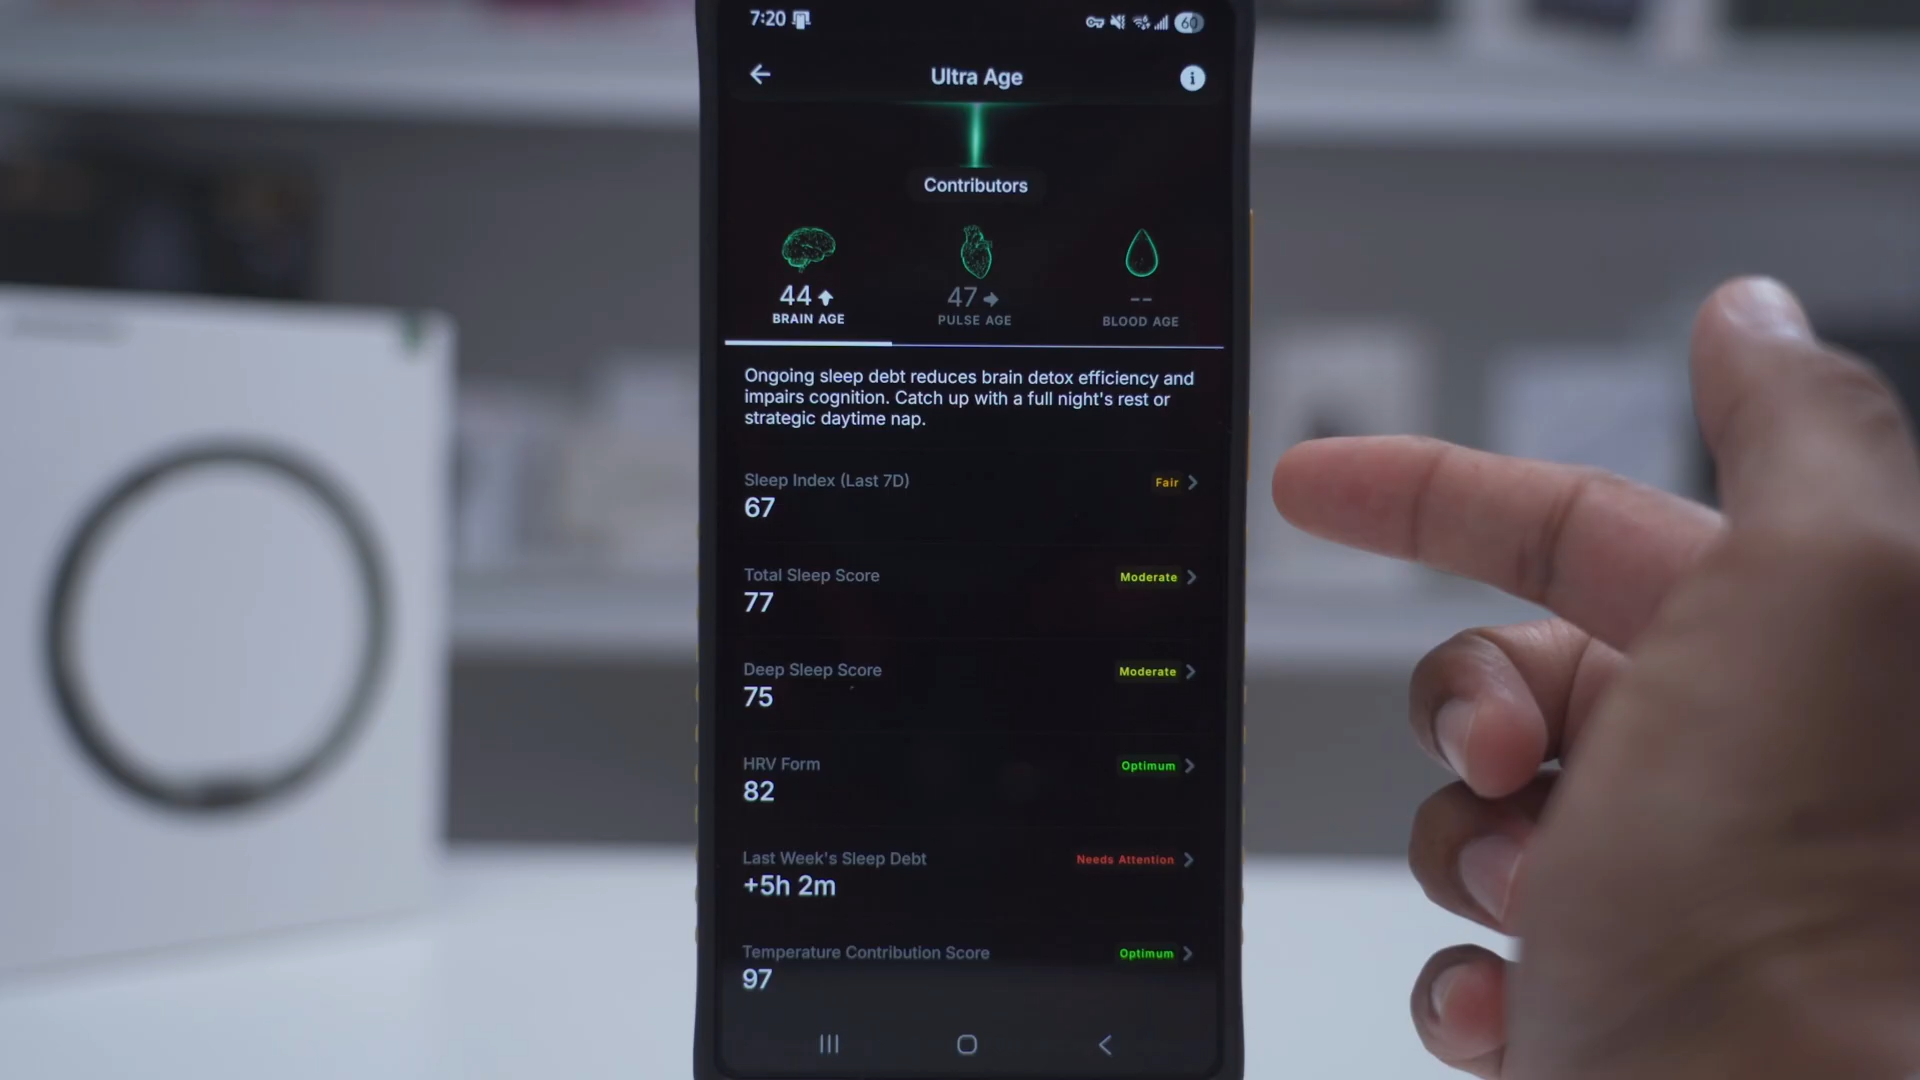 7:20
60
Ultra Age
Contributors
44
47
--
BRAIN AGE
PULSE AGE
BLOOD AGE
Ongoing sleep debt reduces brain detox efficiency and
impairs cognition. Catch up with a full night's rest or
strategic daytime nap.
Sleep Index (Last 7D)
Fair
67
Total Sleep Score
Moderate
77
Deep Sleep Score
Moderate
75
HRV Form
Optimum
82
Last Week's Sleep Debt
Needs Attention
+5h 2m
Temperature Contribution Score
Optimum
97